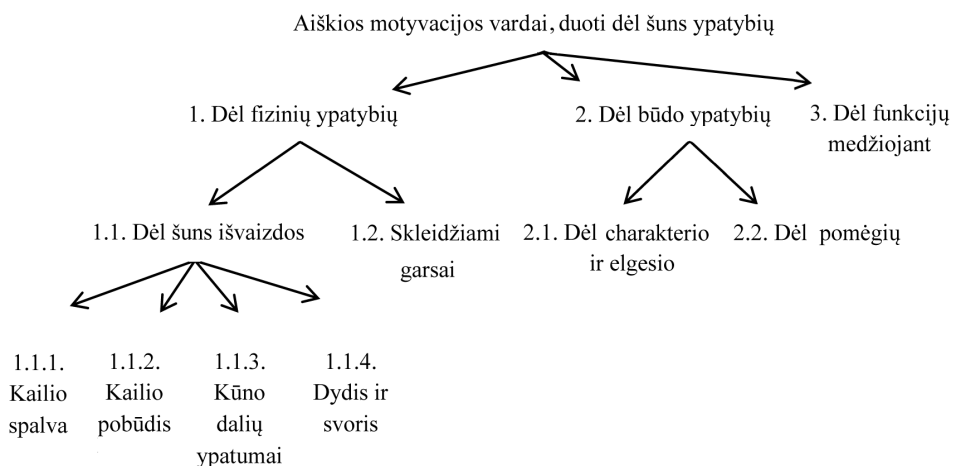 Aiškios motyvacijos vardai, duoti dėl šuns ypatybių
1. Dėl fizinių ypatybių
2. Dėl būdo ypatybių
3. Dėl funkcijų
medžiojant
1.1. Dėl šuns išvaizdos
1.2. Skleidžiami
garsai
2.1. Dėl charakterio
ir elgesio
2.2. Dėl pomėgių
1.1.1.
Kailio
spalva
1.1.2.
Kailio
pobūdis
1.1.3.
Kūno
dalių
ypatumai
1.1.4.
Dydis ir
svoris